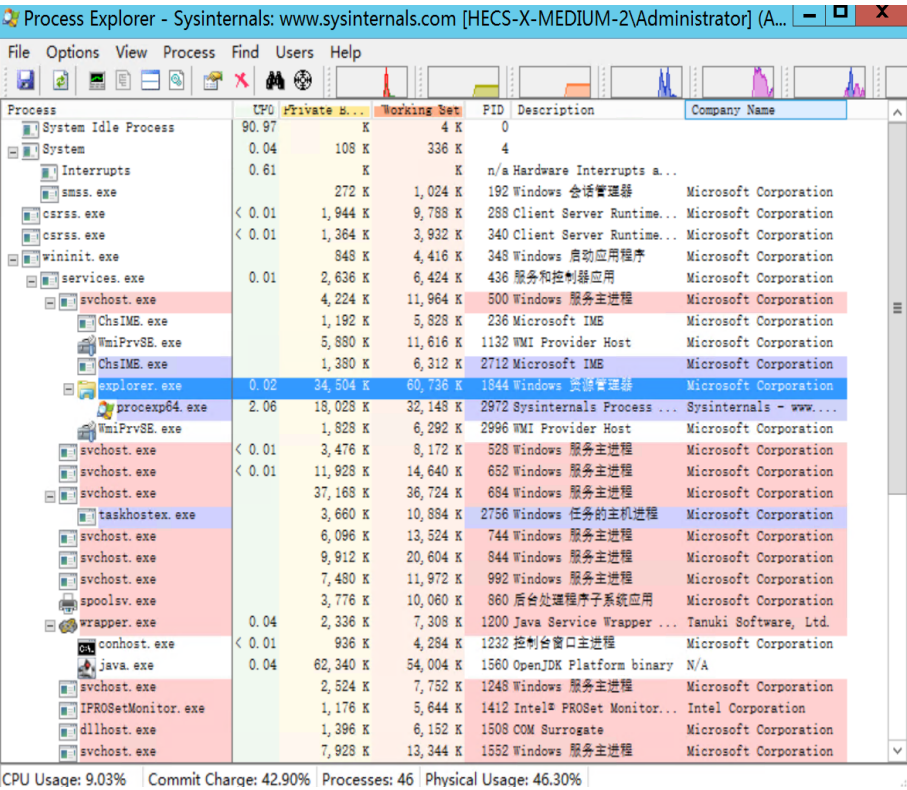 Process Explorer - Sysinternals: www.sysinternals.com [HECS-X-MEDIUM-2\Administrator] (A...
File Options View Process Find Users Help
Process CPU Private B... Working Set PID Description Company Name
System Idle Process 90.97 K 4 K 0
System 0.04 108 K 336 K 4
Interrupts 0.61 K K n/a Hardware Interrupts a...
smss.exe 272 K 1,024 K 192 Windows 会话管理器 Microsoft Corporation
csrss.exe < 0.01 1,944 K 9,788 K 288 Client Server Runtime... Microsoft Corporation
csrss.exe < 0.01 1,364 K 3,932 K 340 Client Server Runtime... Microsoft Corporation
wininit.exe 848 K 4,416 K 348 Windows 启动应用程序 Microsoft Corporation
services.exe 0.01 2,636 K 6,424 K 436 服务和控制器应用 Microsoft Corporation
svchost.exe 4,224 K 11,964 K 500 Windows 服务主进程 Microsoft Corporation
ChsIME.exe 1,192 K 5,828 K 236 Microsoft IME Microsoft Corporation
WmiPrvSE.exe 5,880 K 11,616 K 1132 WMI Provider Host Microsoft Corporation
ChsIME.exe 1,380 K 6,312 K 2712 Microsoft IME Microsoft Corporation
explorer.exe 0.02 34,504 K 60,736 K 1844 Windows 资源管理器 Microsoft Corporation
procexp64.exe 2.06 18,028 K 32,148 K 2972 Sysinternals Process ... Sysinternals - www....
WmiPrvSE.exe 1,828 K 6,292 K 2996 WMI Provider Host Microsoft Corporation
svchost.exe < 0.01 3,476 K 8,172 K 528 Windows 服务主进程 Microsoft Corporation
svchost.exe < 0.01 11,928 K 14,640 K 652 Windows 服务主进程 Microsoft Corporation
svchost.exe 37,168 K 36,724 K 684 Windows 服务主进程 Microsoft Corporation
taskhostex.exe 3,660 K 10,884 K 2756 Windows 任务的主机进程 Microsoft Corporation
svchost.exe 6,096 K 13,524 K 744 Windows 服务主进程 Microsoft Corporation
svchost.exe 9,912 K 20,604 K 844 Windows 服务主进程 Microsoft Corporation
svchost.exe 7,480 K 11,972 K 992 Windows 服务主进程 Microsoft Corporation
spoolsv.exe 3,776 K 10,060 K 860 后台处理程序子系统应用 Microsoft Corporation
wrapper.exe 0.04 2,336 K 7,308 K 1200 Java Service Wrapper ... Tanuki Software, Ltd.
conhost.exe < 0.01 936 K 4,284 K 1232 控制台窗口主进程 Microsoft Corporation
java.exe 0.04 62,340 K 54,004 K 1560 OpenJDK Platform binary N/A
svchost.exe 2,524 K 7,752 K 1248 Windows 服务主进程 Microsoft Corporation
IPROSetMonitor.exe 1,176 K 5,644 K 1412 Intel® PROSet Monitor... Intel Corporation
dllhost.exe 1,396 K 6,152 K 1508 COM Surrogate Microsoft Corporation
svchost.exe 7,928 K 13,344 K 1552 Windows 服务主进程 Microsoft Corporation
CPU Usage: 9.03% Commit Charge: 42.90% Processes: 46 Physical Usage: 46.30%